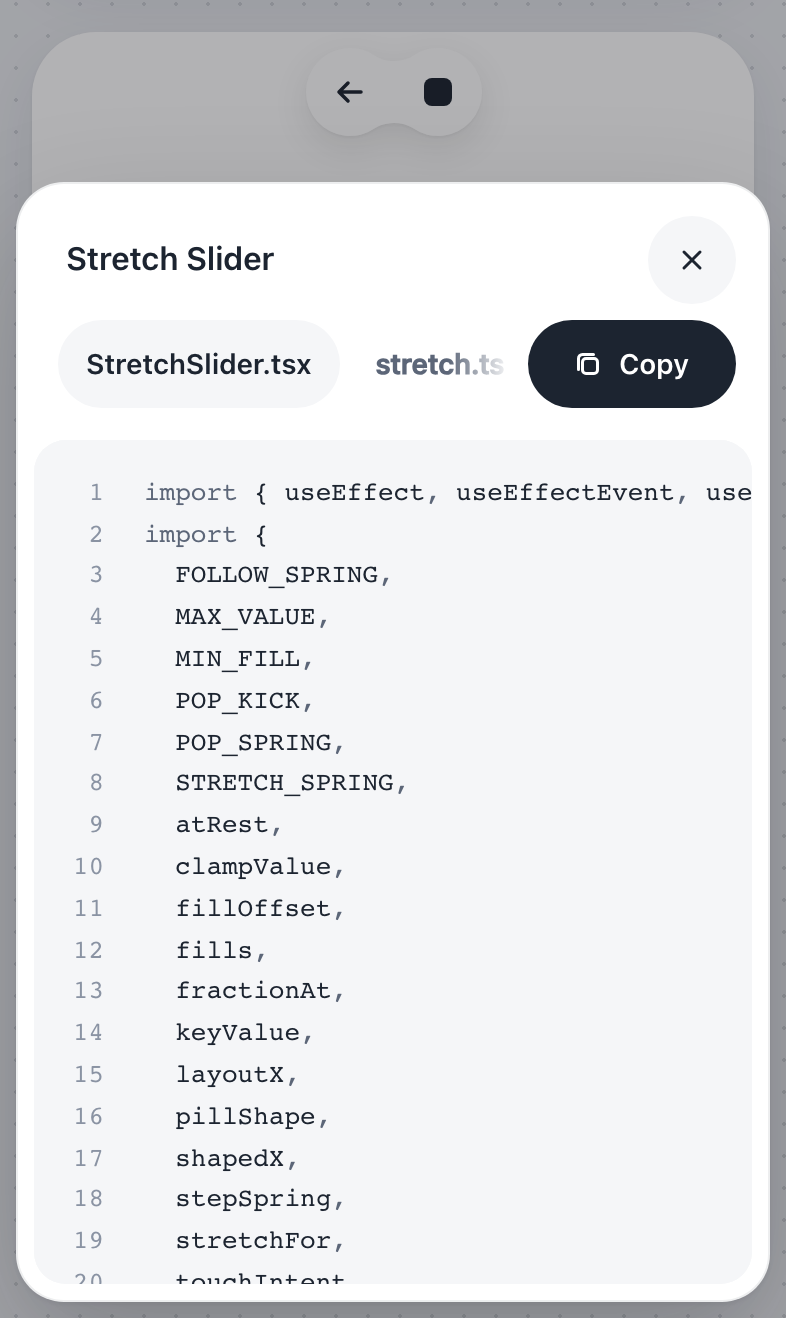 Stretch Slider
StretchSlider.tsx stretch.ts Copy
1 import { useEffect, useEffectEvent, use
2 import {
3 FOLLOW_SPRING,
4 MAX_VALUE,
5 MIN_FILL,
6 POP_KICK,
7 POP_SPRING,
8 STRETCH_SPRING,
9 atRest,
10 clampValue,
11 fillOffset,
12 fills,
13 fractionAt,
14 keyValue,
15 layoutX,
16 pillShape,
17 shapedX,
18 stepSpring,
19 stretchFor,
20 touchIntent